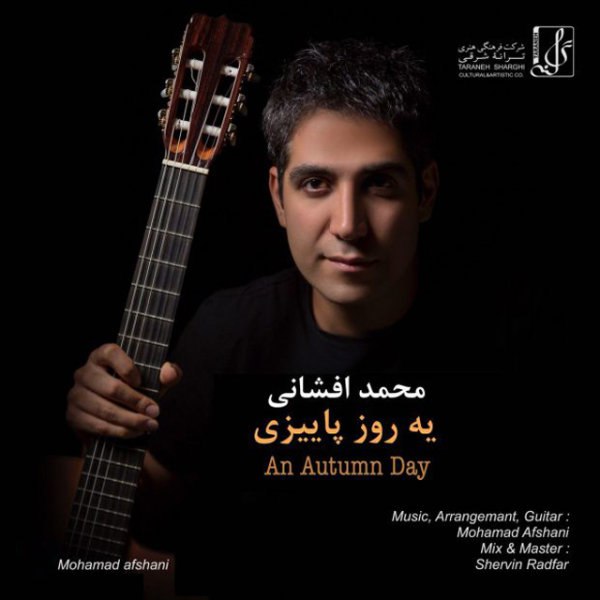 شرکت فرهنگی هنری
ترانهٔ شرقی
TARANEH SHARGHI
CULTURAL&ARTISTIC CO.
TARANEH
محمد افشانی
یه روز پاییزی
An Autumn Day
Music, Arrangemant, Guitar :
Mohamad Afshani
Mix & Master :
Shervin Radfar
Mohamad afshani